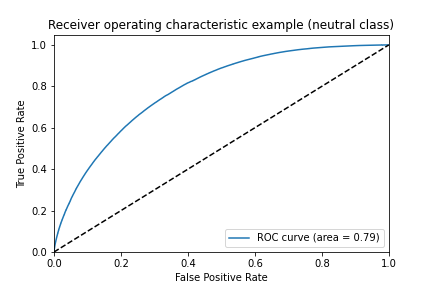 Receiver operating characteristic example (neutral class)
1.0
0.8
0.6
0.4
0.2
0.0
True Positive Rate
ROC curve (area = 0.79)
0.0 0.2 0.4 0.6 0.8 1.0
False Positive Rate